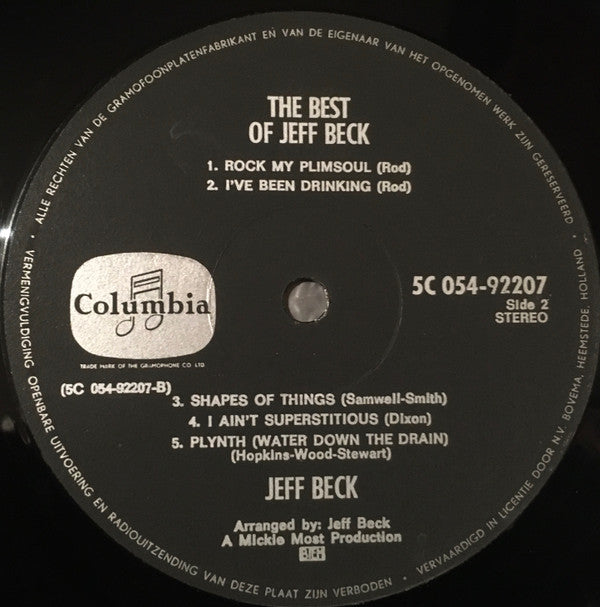 ALLE RECHTEN VAN DE GRAMOFOONPLATENFABRIKANT EN VAN DE EIGENAAR VAN HET OPGENOMEN WERK ZIJN GERESERVEERD •
THE BEST
OF JEFF BECK
1. ROCK MY PLIMSOUL (Rod)
2. I'VE BEEN DRINKING (Rod)
Columbia
TRADE MARK OF THE GRAMOPHONE CO LTD
5C 054-92207
Side 2
STEREO
(5C 054-92207-B)
3. SHAPES OF THINGS (Samwell-Smith)
4. I AIN'T SUPERSTITIOUS (Dixon)
5. PLYNTH (WATER DOWN THE DRAIN)
(Hopkins-Wood-Stewart)
JEFF BECK
Arranged by: Jeff Beck
A Mickie Most Production
VERMENIGVULDIGING OPENBARE UITVOERING EN RADIOUITZENDING VAN DEZE PLAAT ZIJN VERBODEN •
VERVAARDIGD IN LICENTIE DOOR N.V. BOVEMA, HEEMSTEDE, HOLLAND •